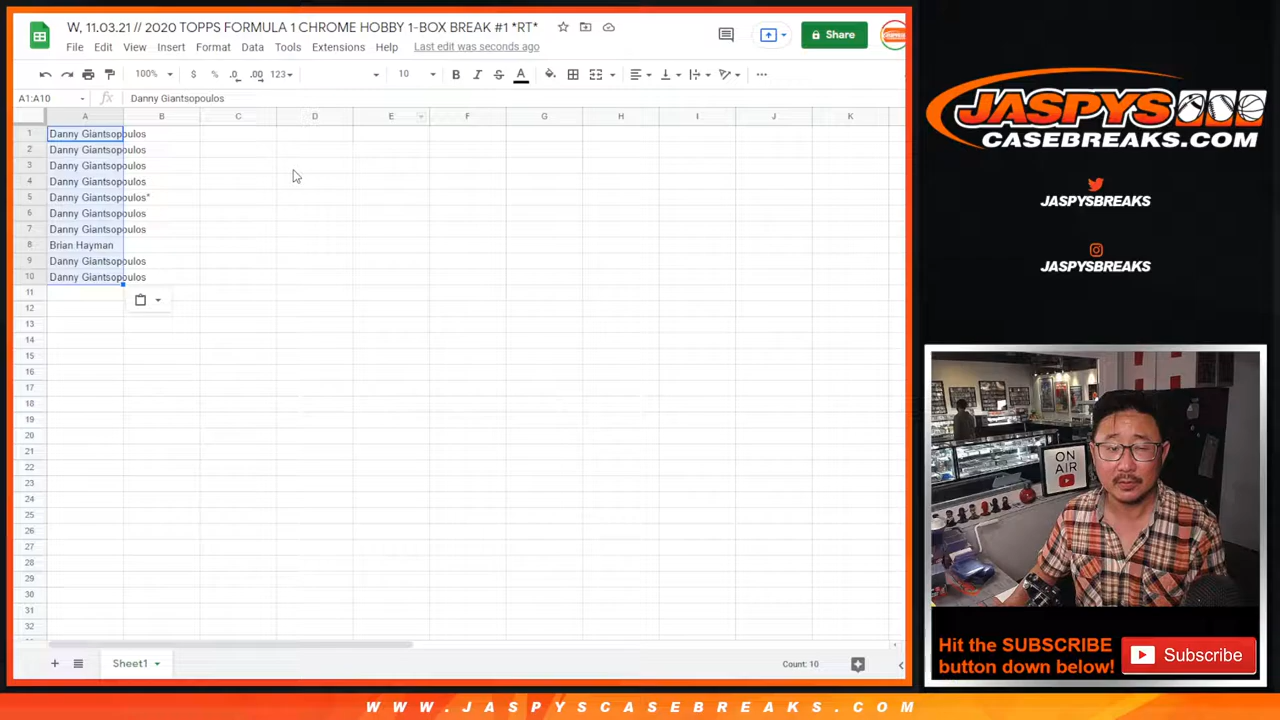 W, 11.03.21 // 2020 TOPPS FORMULA 1 CHROME HOBBY 1-BOX BREAK #1 *RT*
File Edit View Insert Format Data Tools Extensions Help Last edit was seconds ago
Share
100% $ % .0 .00 123 10 B I S A
A1:A10 fx Danny Giantsopoulos
A B C D E F G H I J K
1 Danny Giantsopoulos
2 Danny Giantsopoulos
3 Danny Giantsopoulos
4 Danny Giantsopoulos
5 Danny Giantsopoulos*
6 Danny Giantsopoulos
7 Danny Giantsopoulos
8 Brian Hayman
9 Danny Giantsopoulos
10 Danny Giantsopoulos
11
12
13
14
15
16
17
18
19
20
21
22
23
24
25
26
27
28
29
30
31
32
Sheet1
Count: 10
JASPYS
CASEBREAKS.COM
JASPYSBREAKS
JASPYSBREAKS
ON
AIR
Hit the SUBSCRIBE
button down below!
Subscribe
WWW.JASPYSCASEBREAKS.COM